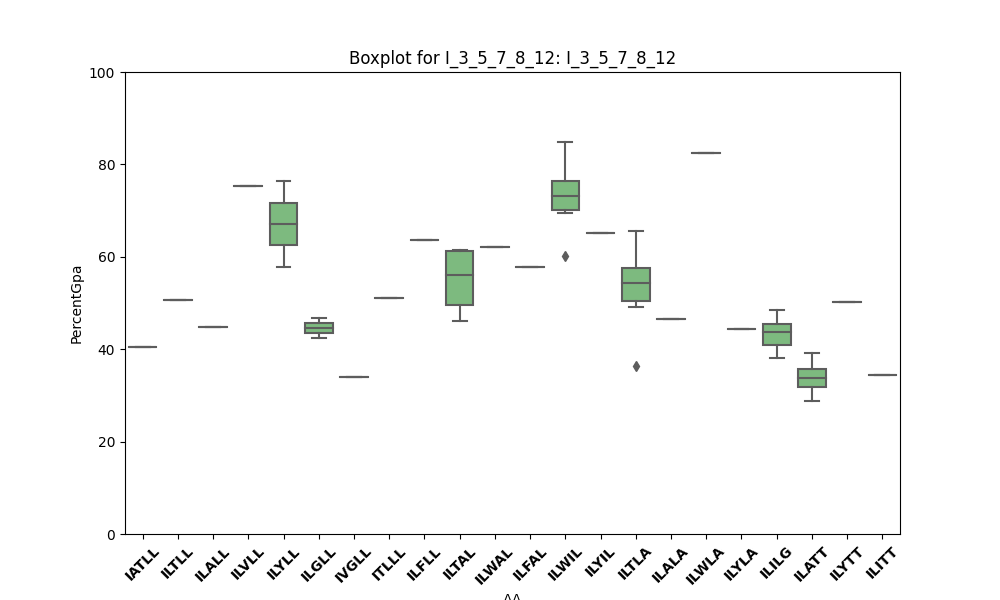 Boxplot for I_3_5_7_8_12: I_3_5_7_8_12
PercentGpa
100
80
60
40
20
0
IATLL ILTLL ILALL ILVLL ILYLL ILGLL IVGLL ITLLL ILFLL ILTAL ILWAL ILFAL ILWIL ILYIL ILTLA ILALA ILWLA ILYLA ILILG ILATT ILYTT ILITT
AA